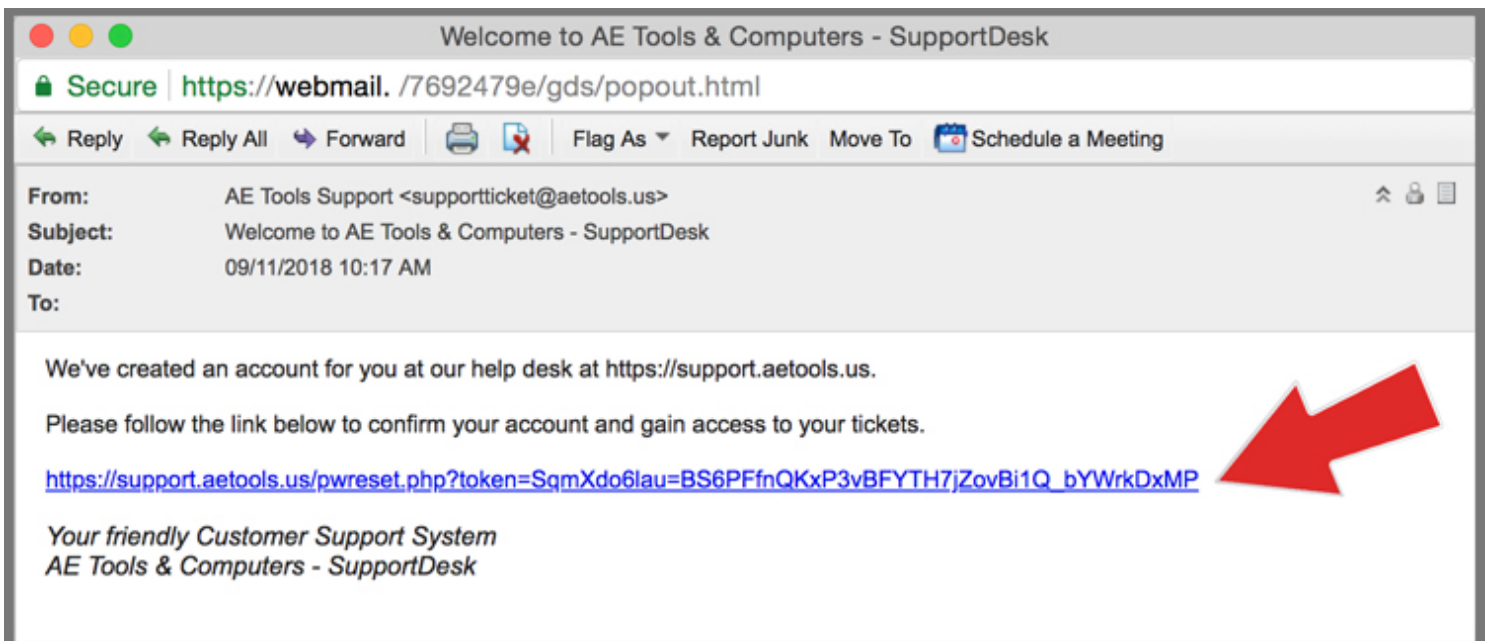 Welcome to AE Tools & Computers - SupportDesk
Secure https://webmail. /7692479e/gds/popout.html
Reply Reply All Forward Flag As Report Junk Move To Schedule a Meeting
From: AE Tools Support <supportticket@aetools.us>
Subject: Welcome to AE Tools & Computers - SupportDesk
Date: 09/11/2018 10:17 AM
To:
We've created an account for you at our help desk at https://support.aetools.us.
Please follow the link below to confirm your account and gain access to your tickets.
https://support.aetools.us/pwreset.php?token=SqmXdo6lau=BS6PFfnQKxP3vBFYTH7jZovBi1Q_bYWrkDxMP
Your friendly Customer Support System
AE Tools & Computers - SupportDesk